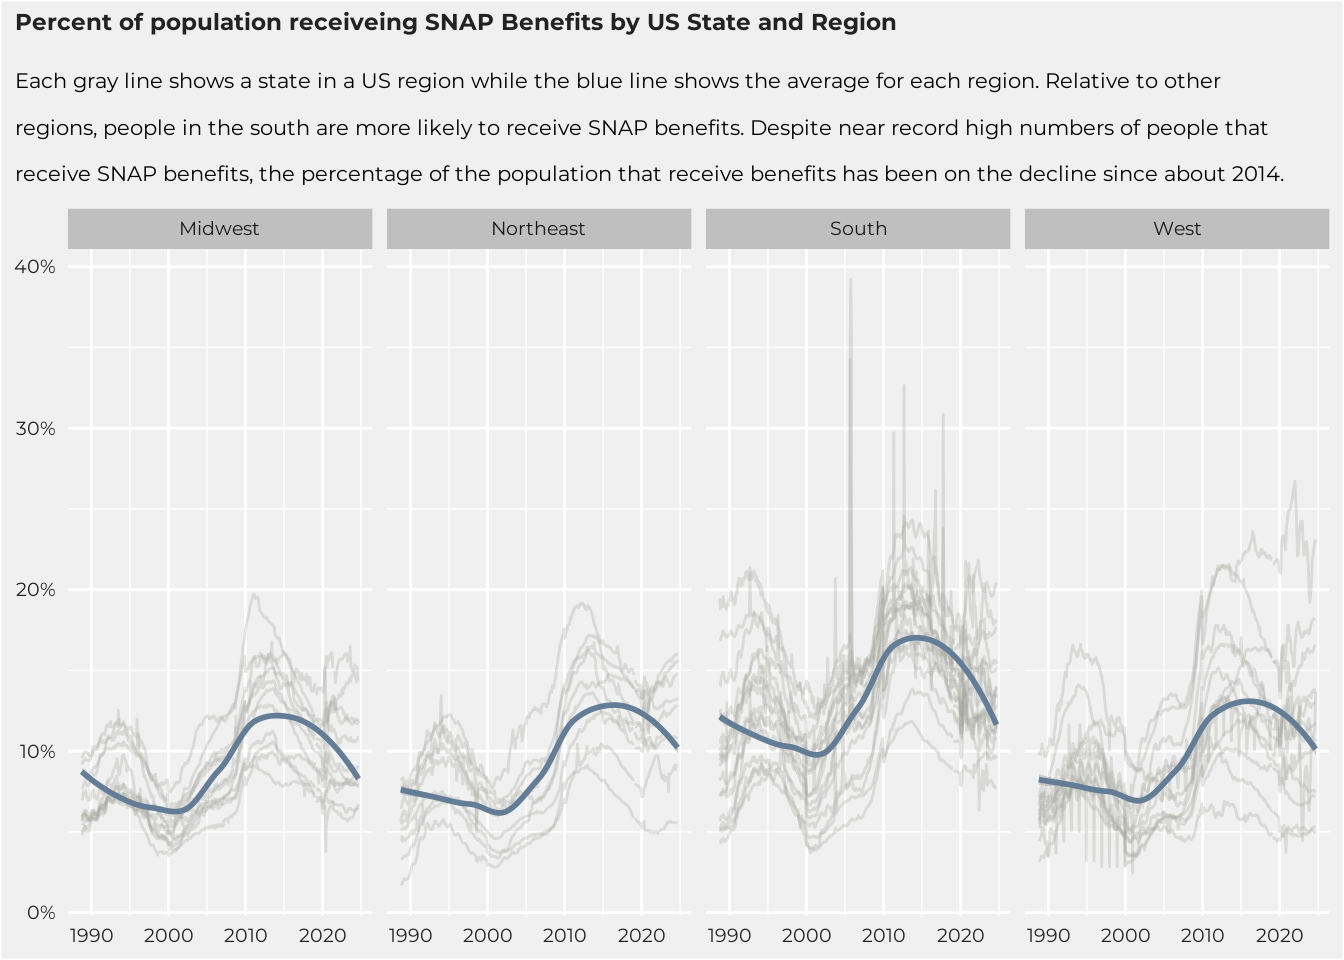 Percent of population receiveing SNAP Benefits by US State and Region
Each gray line shows a state in a US region while the blue line shows the average for each region. Relative to other
regions, people in the south are more likely to receive SNAP benefits. Despite near record high numbers of people that
receive SNAP benefits, the percentage of the population that receive benefits has been on the decline since about 2014.
Midwest Northeast South West
40%
30%
20%
10%
0%
1990 2000 2010 2020 1990 2000 2010 2020 1990 2000 2010 2020 1990 2000 2010 2020